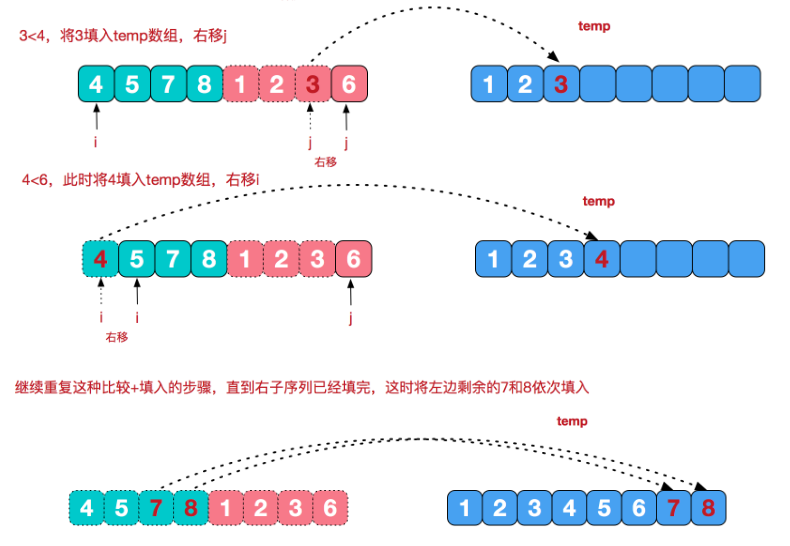 3<4，将3填入temp数组，右移j
temp
4 5 7 8 1 2 3 6
1 2 3
i
j
j
右移
4<6，此时将4填入temp数组，右移i
temp
4 5 7 8 1 2 3 6
1 2 3 4
i
i
j
右移
继续重复这种比较+填入的步骤，直到右子序列已经填完，这时将左边剩余的7和8依次填入
temp
4 5 7 8 1 2 3 6
1 2 3 4 5 6 7 8